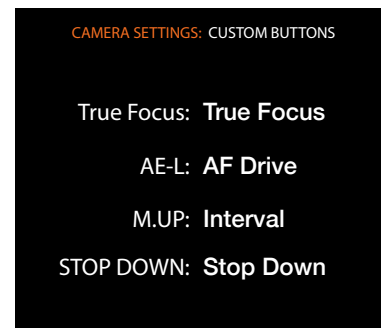 CAMERA SETTINGS: CUSTOM BUTTONS
True Focus: True Focus
AE-L: AF Drive
M.UP: Interval
STOP DOWN: Stop Down